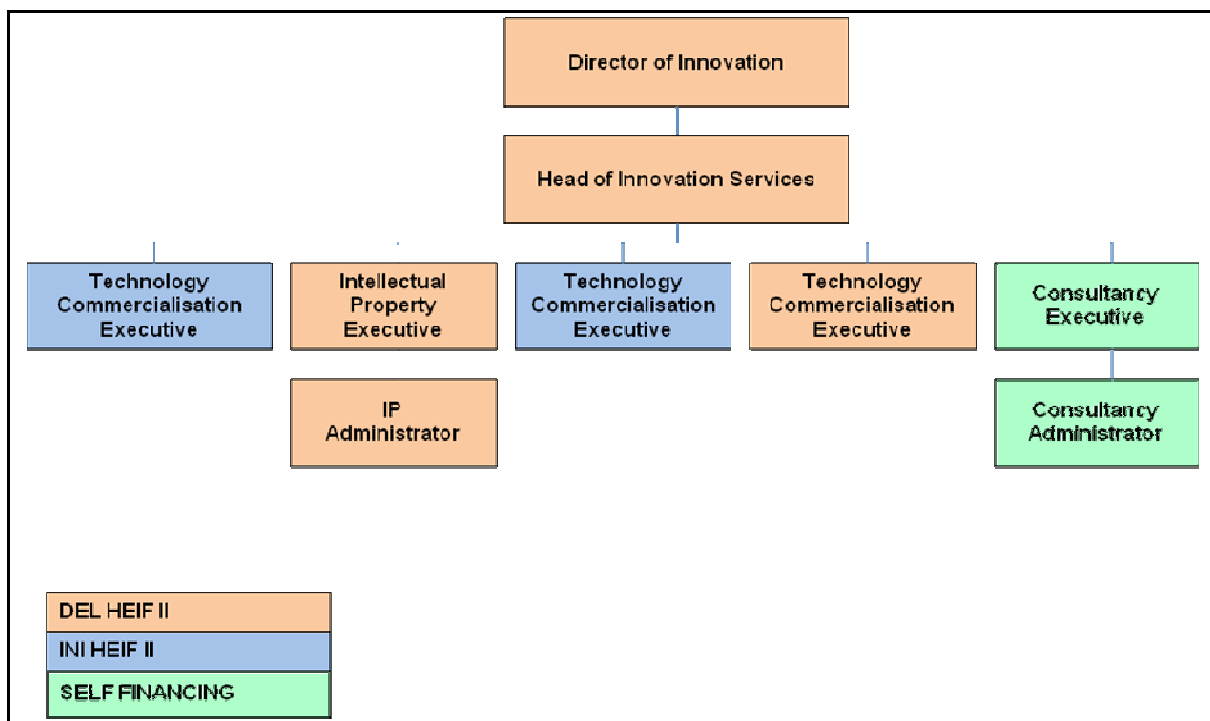 Director of Innovation
Head of Innovation Services
Technology
Commercialisation
Executive
Intellectual
Property
Executive
Technology
Commercialisation
Executive
Technology
Commercialisation
Executive
Consultancy
Executive
IP
Administrator
Consultancy
Administrator
DEL HEIF II
INI HEIF II
SELF FINANCING